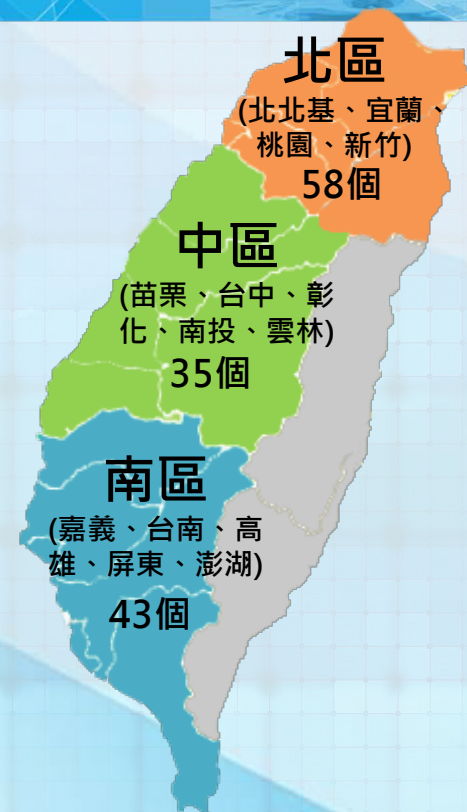 北區
(北北基、宜蘭、
桃園、新竹)
58個
中區
(苗栗、台中、彰
化、南投、雲林)
35個
南區
(嘉義、台南、高
雄、屏東、澎湖)
43個